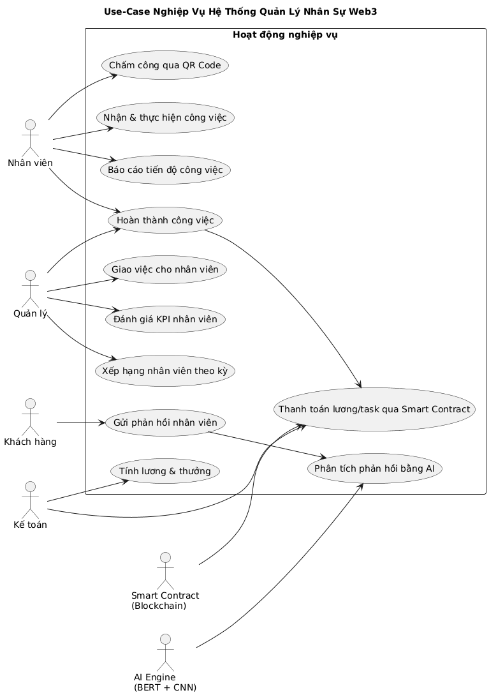 Use-Case Nghiệp Vụ Hệ Thống Quản Lý Nhân Sự Web3
Hoạt động nghiệp vụ
Chấm công qua QR Code
Nhận & thực hiện công việc
Nhân viên
Báo cáo tiến độ công việc
Hoàn thành công việc
Giao việc cho nhân viên
Quản lý
Đánh giá KPI nhân viên
Xếp hạng nhân viên theo kỳ
Thanh toán lương/task qua Smart Contract
Gửi phản hồi nhân viên
Khách hàng
Tính lương & thưởng
Phân tích phản hồi bằng AI
Kế toán
Smart Contract
(Blockchain)
AI Engine
(BERT + CNN)